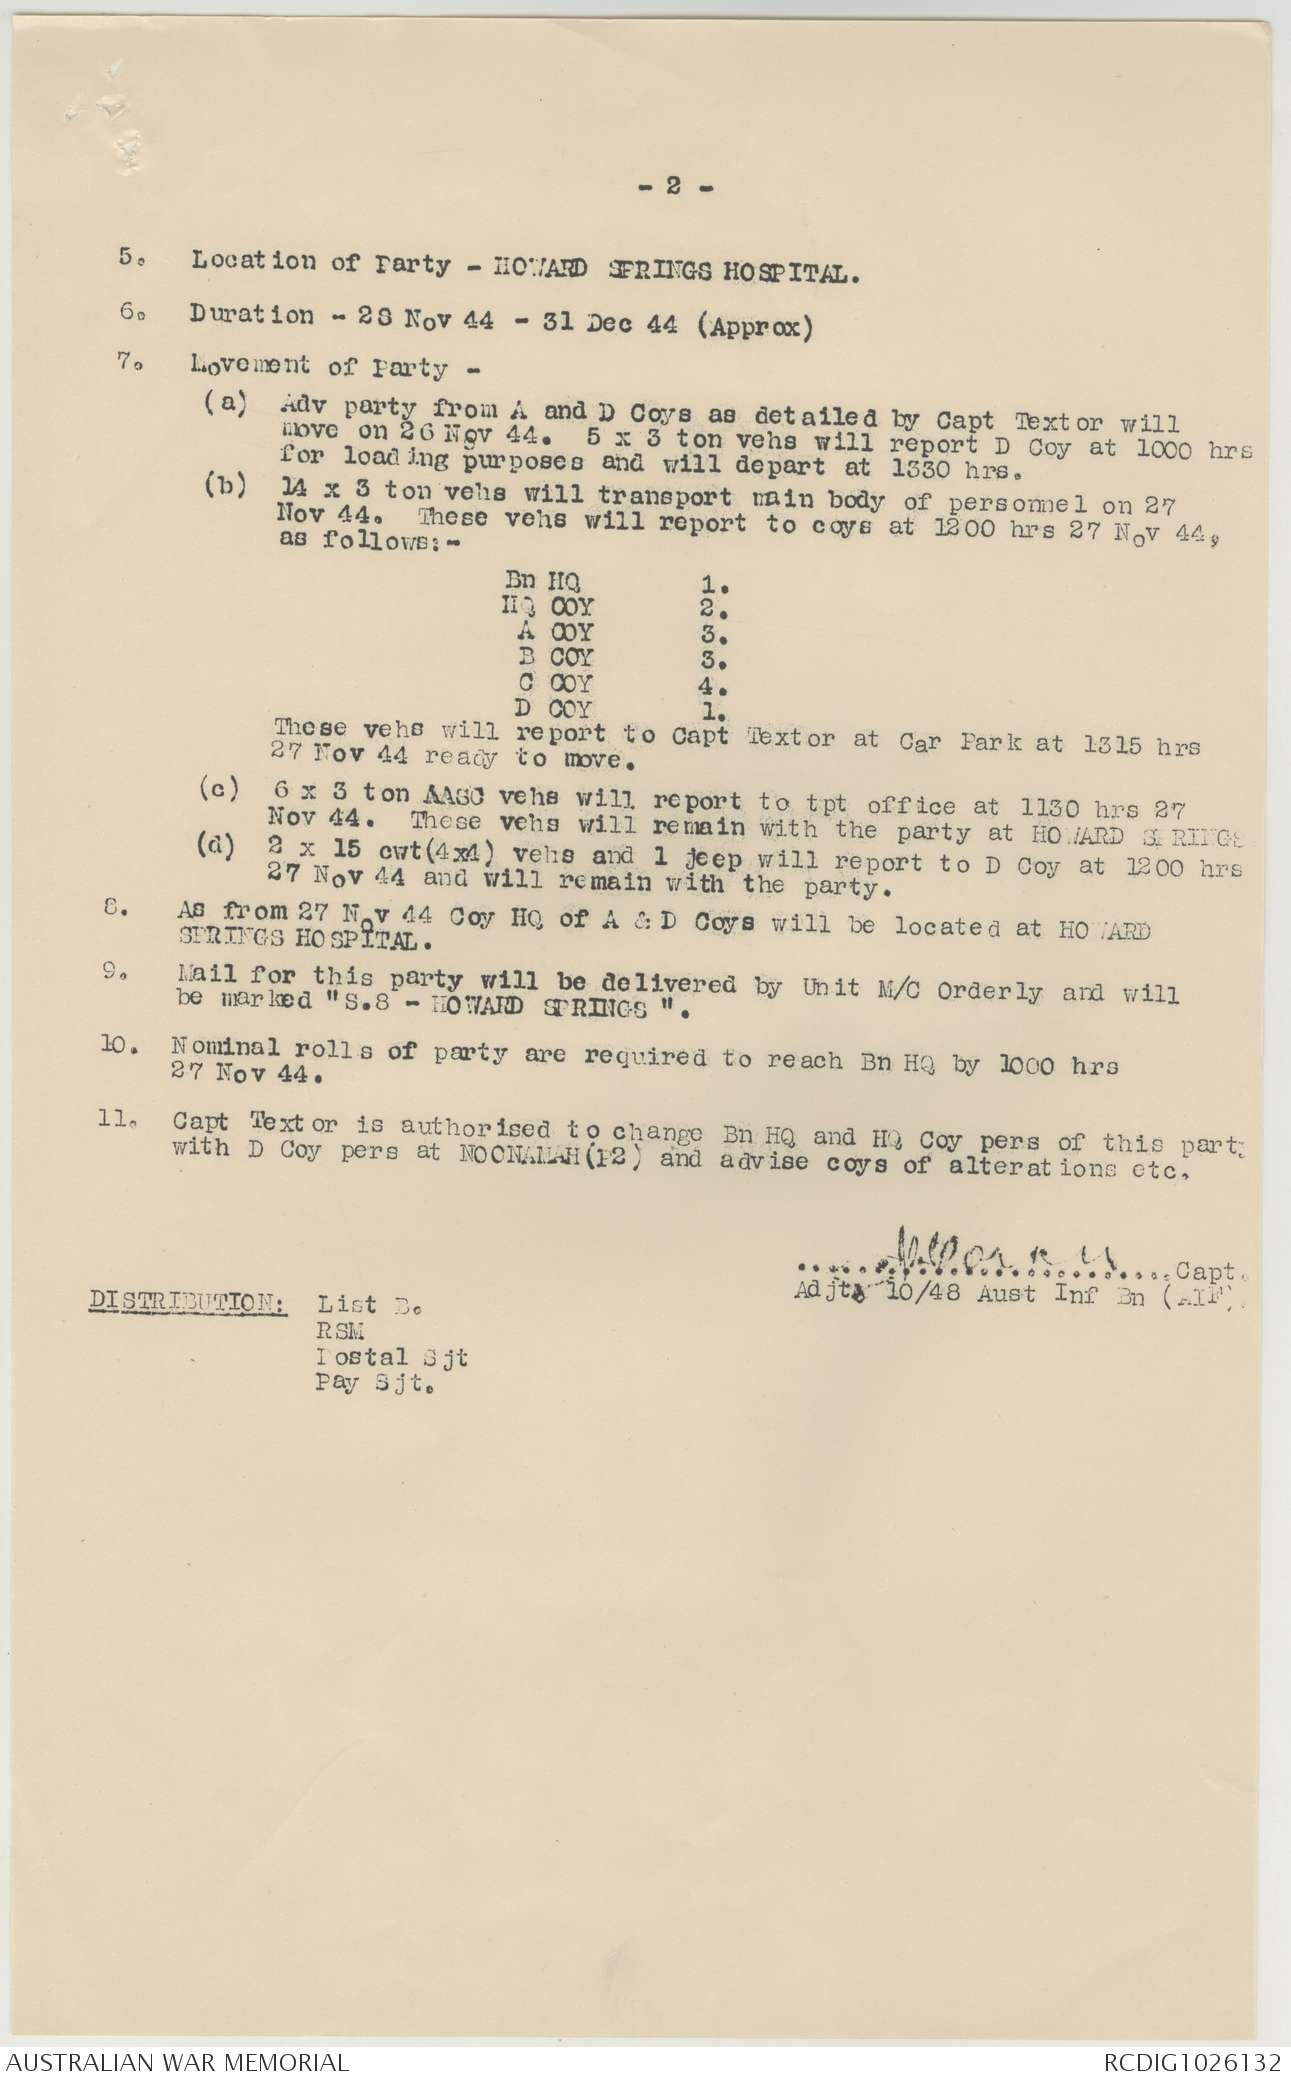 - 2 -
5. Location of Party - HOWARD SPRINGS HOSPITAL.
6. Duration - 28 Nov 44 - 31 Dec 44 (Approx)
7. Movement of Party -
(a) Adv party from A and D Coys as detailed by Capt Textor will
move on 26 Nov 44. 5 x 3 ton vehs will report D Coy at 1000 hrs
for loading purposes and will depart at 1330 hrs.
(b) 14 x 3 ton vehs will transport main body of personnel on 27
Nov 44. These vehs will report to coys at 1200 hrs 27 Nov 44,
as follows:-
Bn HQ 1.
HQ COY 2.
A COY 3.
B COY 3.
C COY 4.
D COY 1.
These vehs will report to Capt Textor at Car Park at 1315 hrs
27 Nov 44 ready to move.
(c) 6 x 3 ton AASC vehs will report to tpt office at 1130 hrs 27
Nov 44. These vehs will remain with the party at HOWARD SPRINGS
(d) 2 x 15 cwt(4x4) vehs and 1 jeep will report to D Coy at 1200 hrs
27 Nov 44 and will remain with the party.
8. As from 27 Nov 44 Coy HQ of A & D Coys will be located at HOWARD
SPRINGS HOSPITAL.
9. Mail for this party will be delivered by Unit M/C Orderly and will
be marked "S.8 - HOWARD SPRINGS ".
10. Nominal rolls of party are required to reach Bn HQ by 1000 hrs
27 Nov 44.
11. Capt Textor is authorised to change Bn HQ and HQ Coy pers of this party
with D Coy pers at NOONAMAH(P2) and advise coys of alterations etc.
..............................Capt.
Adjt. 10/48 Aust Inf Bn (AIF).
DISTRIBUTION: List B.
RSM
Postal Sjt
Pay Sjt.
AUSTRALIAN WAR MEMORIAL
RCDIG1026132